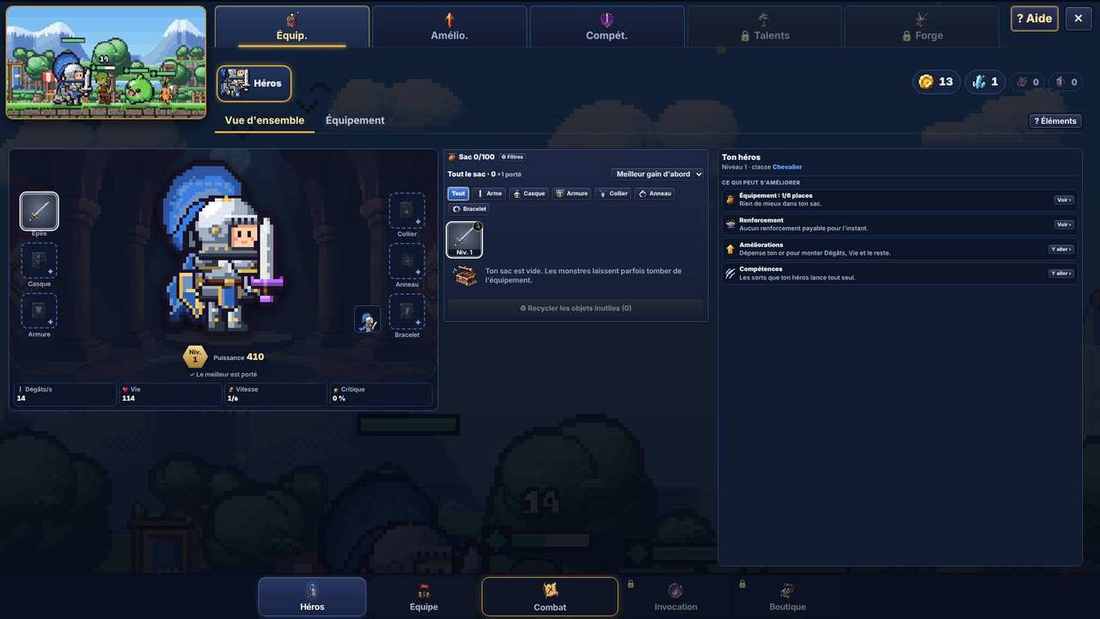 Équip.
Amélio.
Compét.
Talents
Forge
? Aide
×
14
Héros
13
1
0
0
Vue d'ensemble
Équipement
? Éléments
Épée
Casque
Armure
Collier
Anneau
Bracelet
Niv.
1
Puissance 410
✓ Le meilleur est porté
Dégâts/s
14
Vie
114
Vitesse
1/s
Critique
0 %
Sac 0/100
Filtres
Tout le sac · 0 +1 porté
Meilleur gain d'abord
Tout
Arme
Casque
Armure
Collier
Anneau
Bracelet
Niv. 1
Ton sac est vide. Les monstres laissent parfois tomber de
l'équipement.
Recycler les objets inutiles (0)
Ton héros
Niveau 1 · classe Chevalier
CE QUI PEUT S'AMÉLIORER
Équipement : 1/6 places
Rien de mieux dans ton sac.
Voir ›
Renforcement
Aucun renforcement payable pour l'instant.
Voir ›
Améliorations
Dépense ton or pour monter Dégâts, Vie et le reste.
Y aller ›
Compétences
Les sorts que ton héros lance tout seul.
Y aller ›
14
Héros
Équipe
Combat
Invocation
Boutique